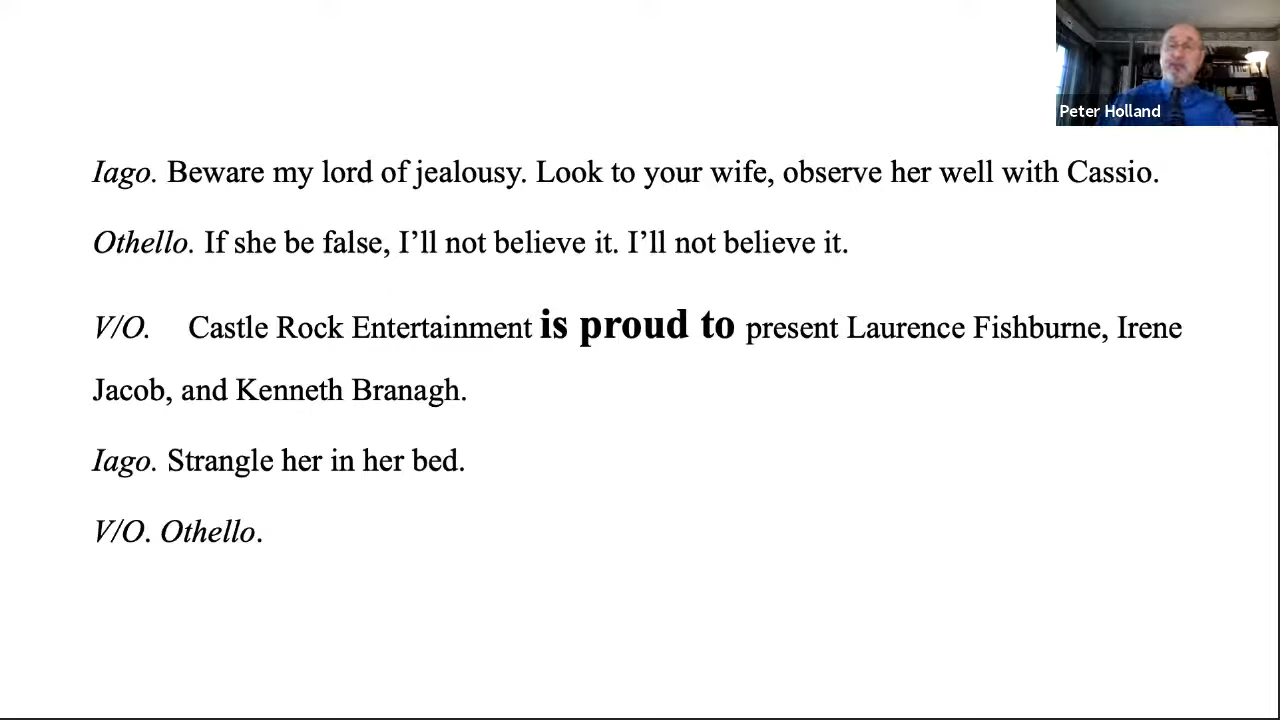 Peter Holland
Iago. Beware my lord of jealousy. Look to your wife, observe her well with Cassio.
Othello. If she be false, I’ll not believe it. I’ll not believe it.
V/O. Castle Rock Entertainment is proud to present Laurence Fishburne, Irene
Jacob, and Kenneth Branagh.
Iago. Strangle her in her bed.
V/O. Othello.